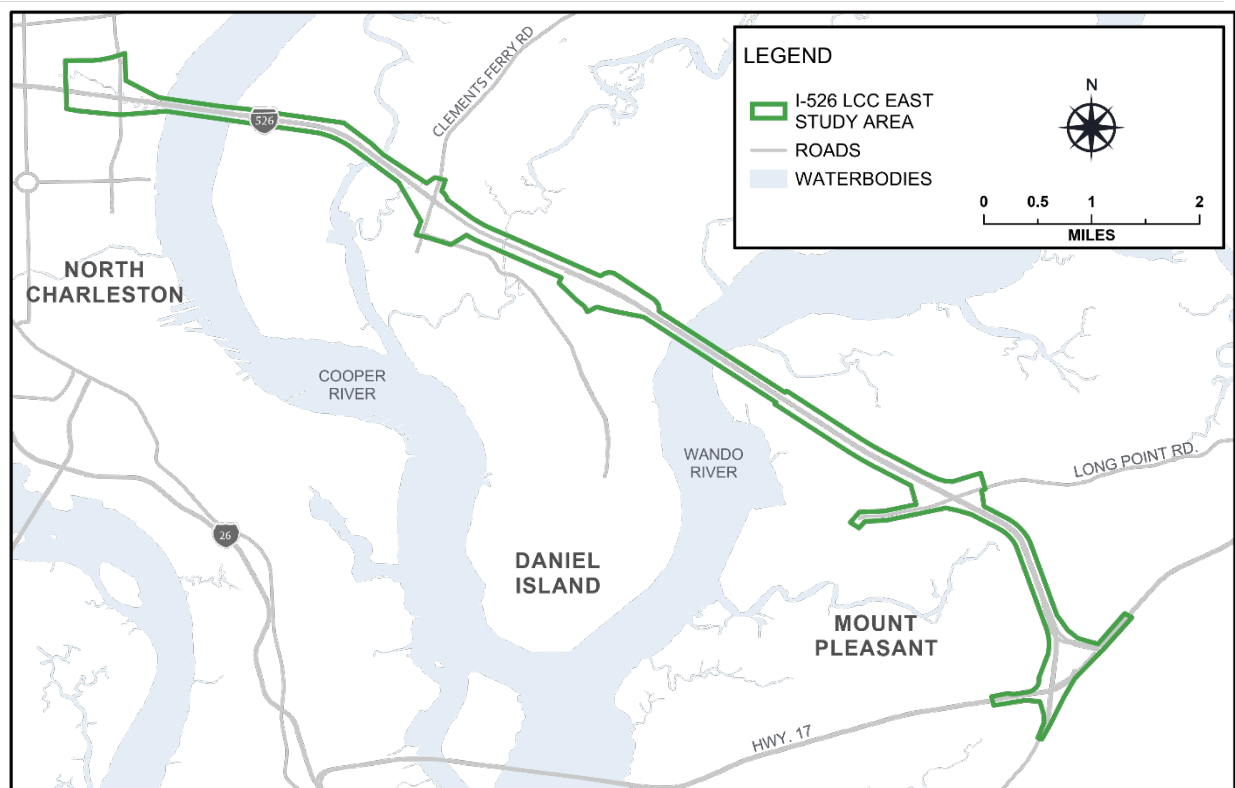 LEGEND
I-526 LCC EAST
STUDY AREA
ROADS
WATERBODIES
N
0 0.5 1 2
MILES
CLEMENTS FERRY RD
526
NORTH
CHARLESTON
COOPER
RIVER
WANDO
RIVER
LONG POINT RD.
26
DANIEL
ISLAND
MOUNT
PLEASANT
HWY. 17